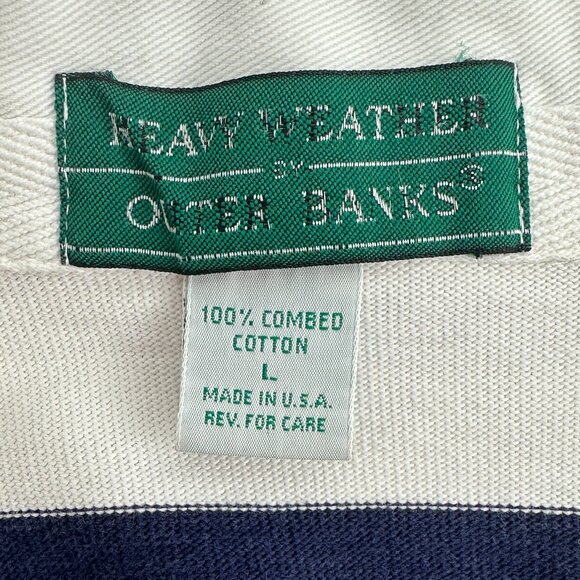 HEAVY WEATHER
BY
OUTER BANKS®
100% COMBED
COTTON
L
MADE IN U.S.A.
REV. FOR CARE